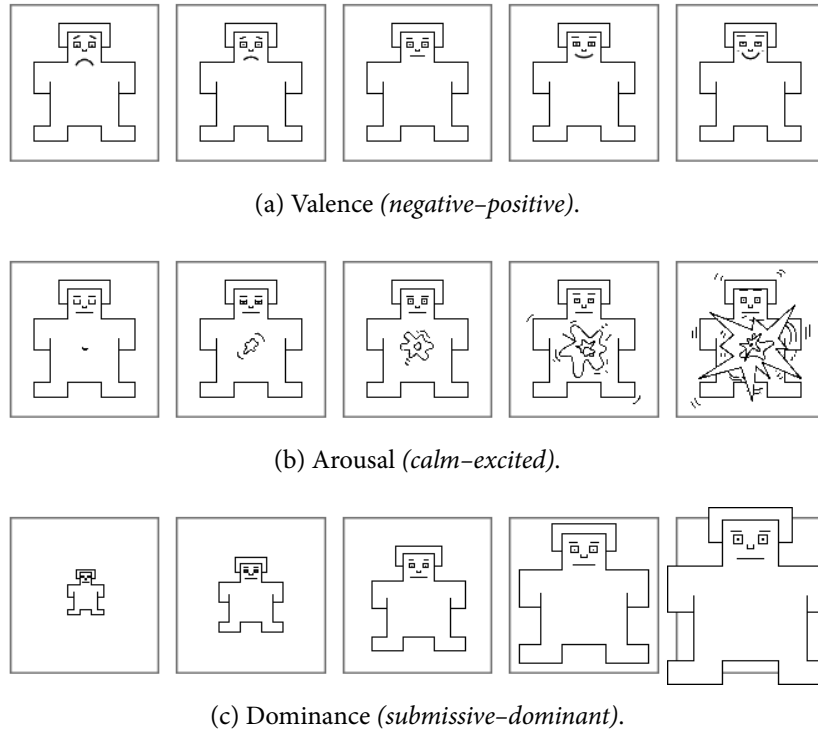 (a) Valence (negative–positive).
(b) Arousal (calm–excited).
(c) Dominance (submissive–dominant).